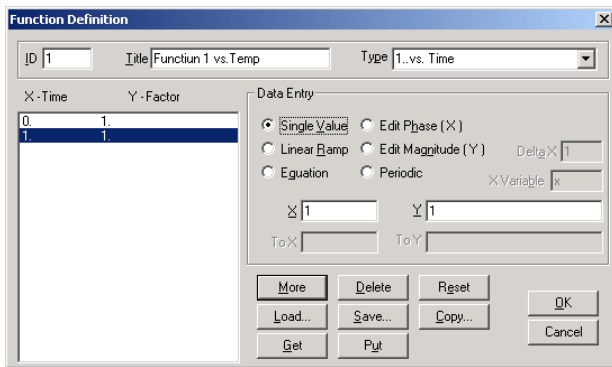 Function Definition
ID 1 Title Functiun 1 vs.Temp Type 1..vs. Time
X - Time Y - Factor
Data Entry
0. 1.
1. 1.
Single Value Edit Phase ( X )
Linear Ramp Edit Magnitude ( Y ) Delta X 1
Equation Periodic X Variable x
X 1 Y 1
To X To Y
More Delete Reset
OK
Load... Save... Copy...
Cancel
Get Put